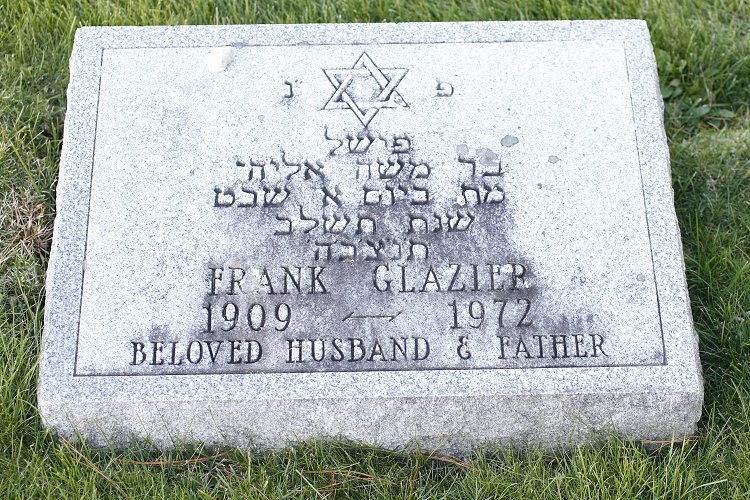 פ נ״
פישל
בר משה אליהו
מת ביום א שבט
שנת תשלב
תנצבה
FRANK GLAZIER
1909 — 1972
BELOVED HUSBAND & FATHER